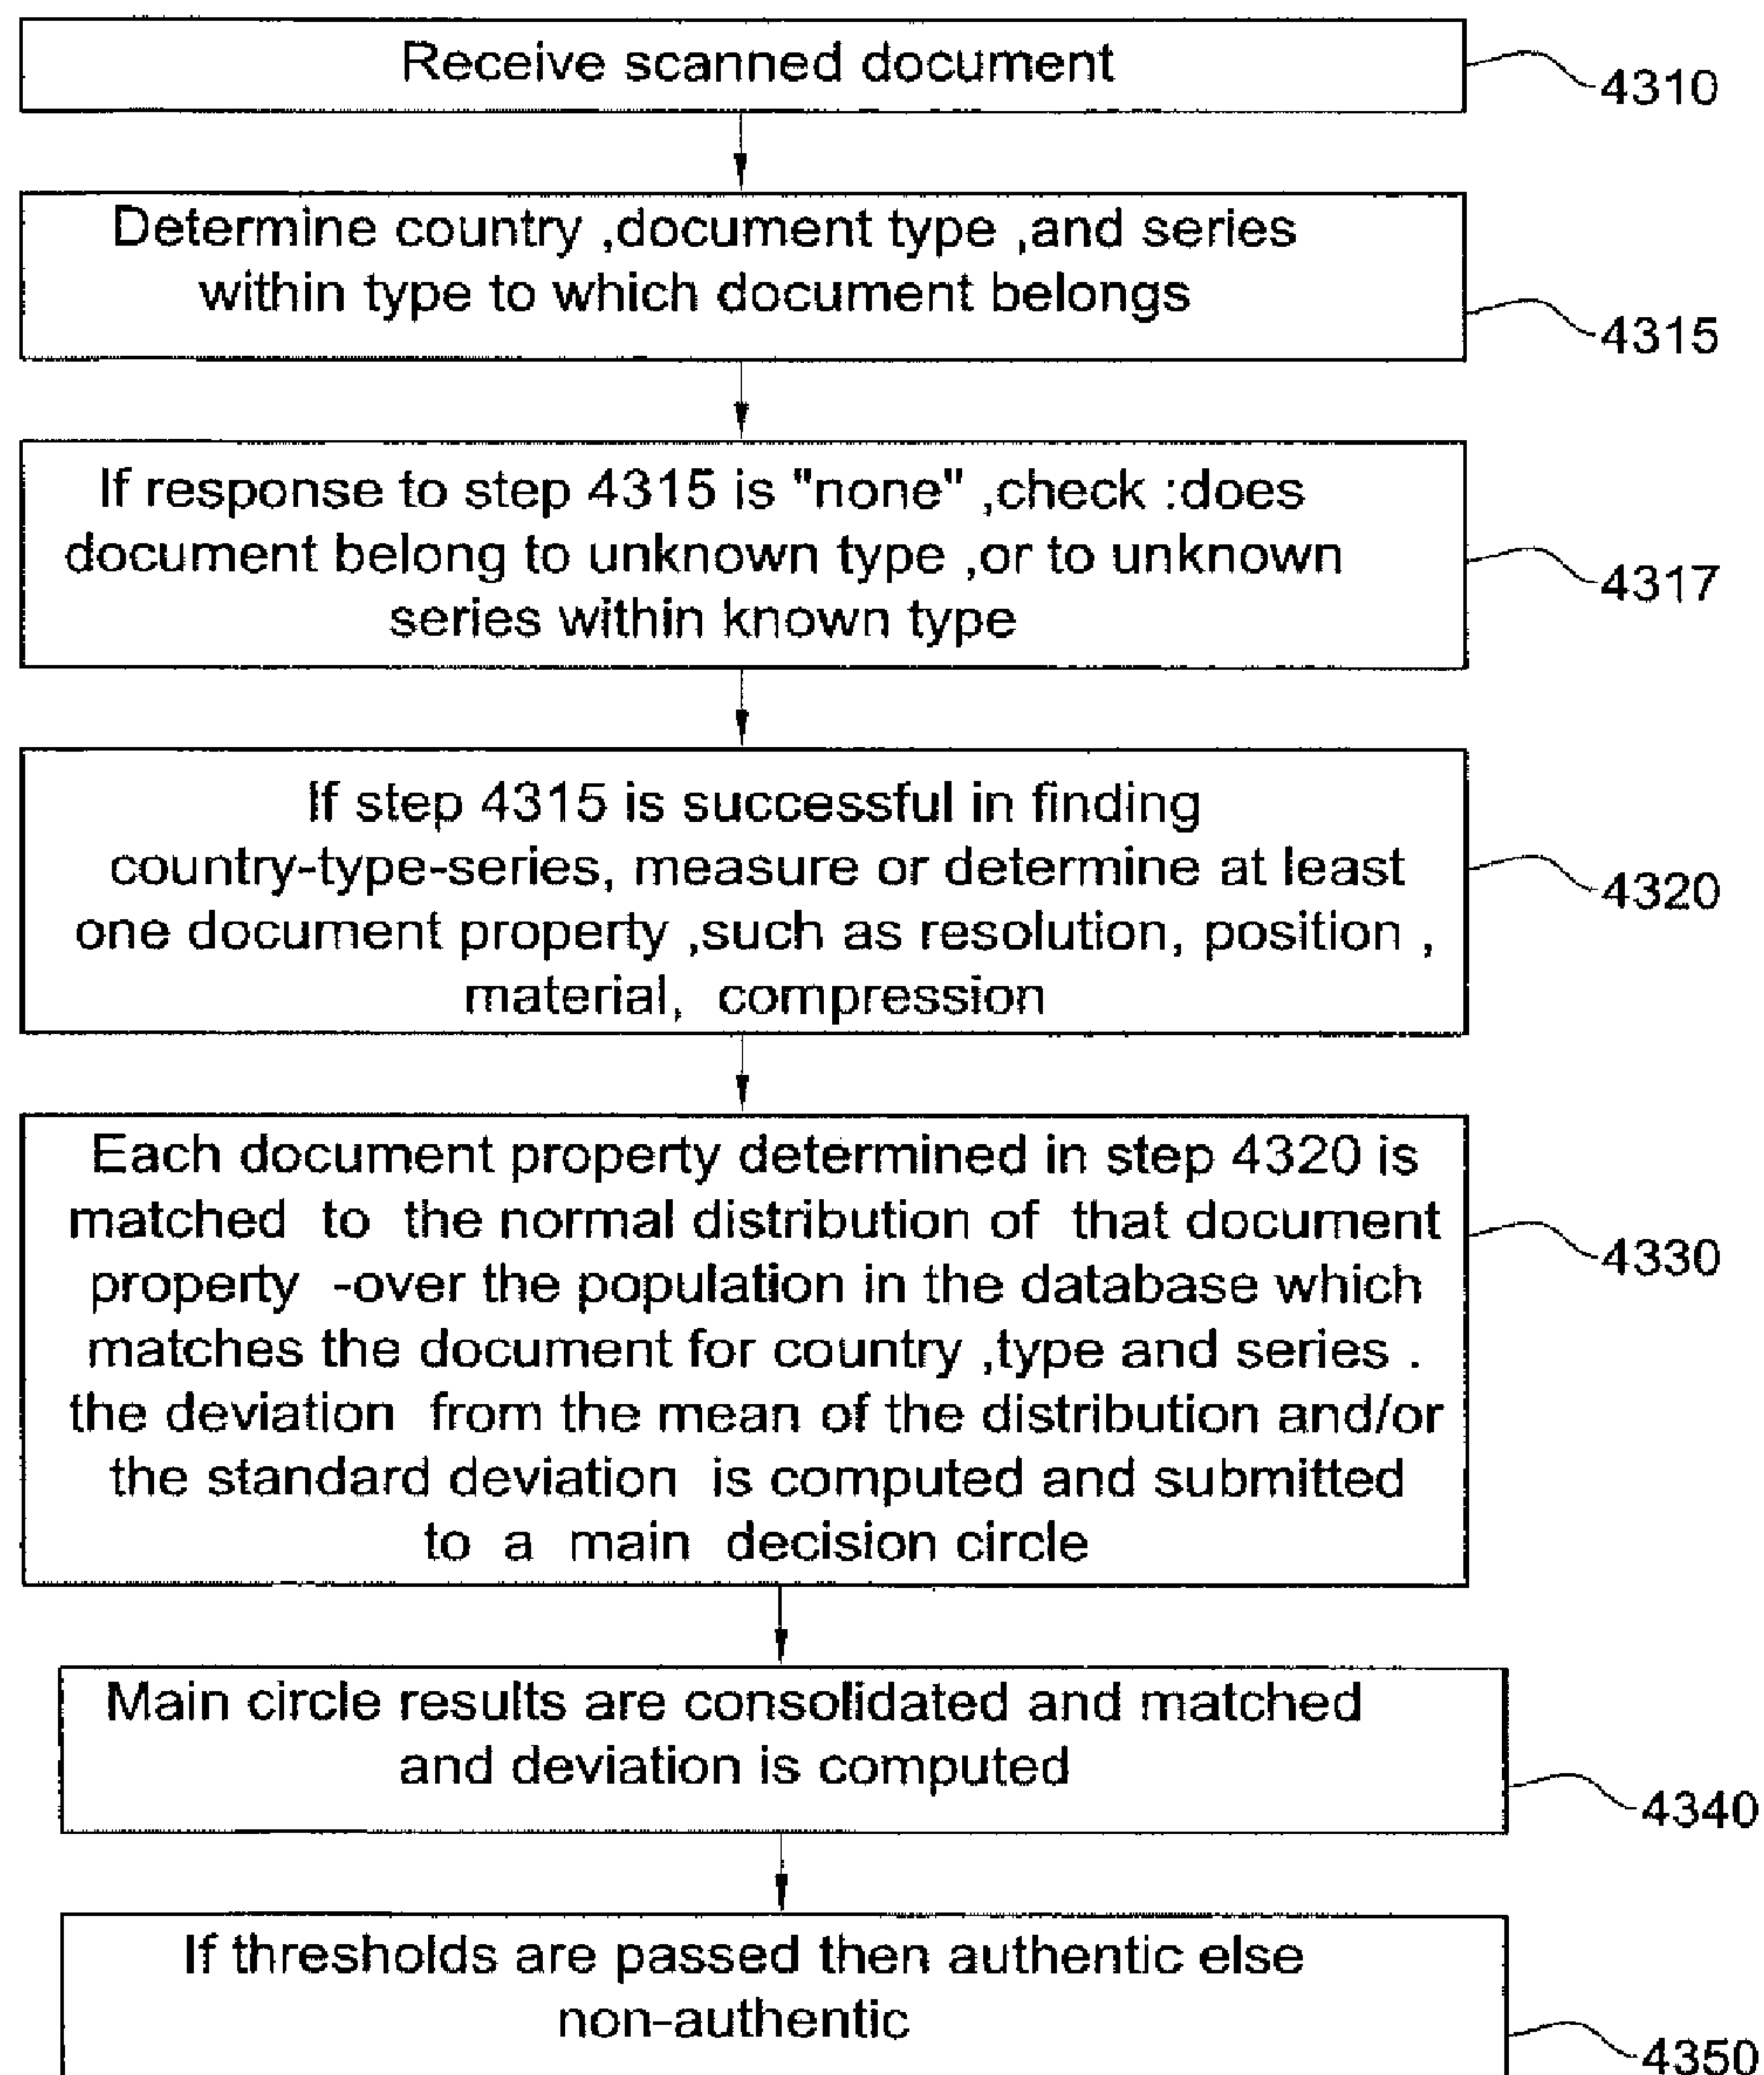 Receive scanned document
4310
Determine country ,document type ,and series
within type to which document belongs
4315
If response to step 4315 is "none" ,check :does
document belong to unknown type ,or to unknown
series within known type
4317
If step 4315 is successful in finding
country-type-series, measure or determine at least
one document property ,such as resolution, position ,
material, compression
4320
Each document property determined in step 4320 is
matched to the normal distribution of that document
property -over the population in the database which
matches the document for country ,type and series .
the deviation from the mean of the distribution and/or
the standard deviation is computed and submitted
to a main decision circle
4330
Main circle results are consolidated and matched
and deviation is computed
4340
If thresholds are passed then authentic else
non-authentic
4350